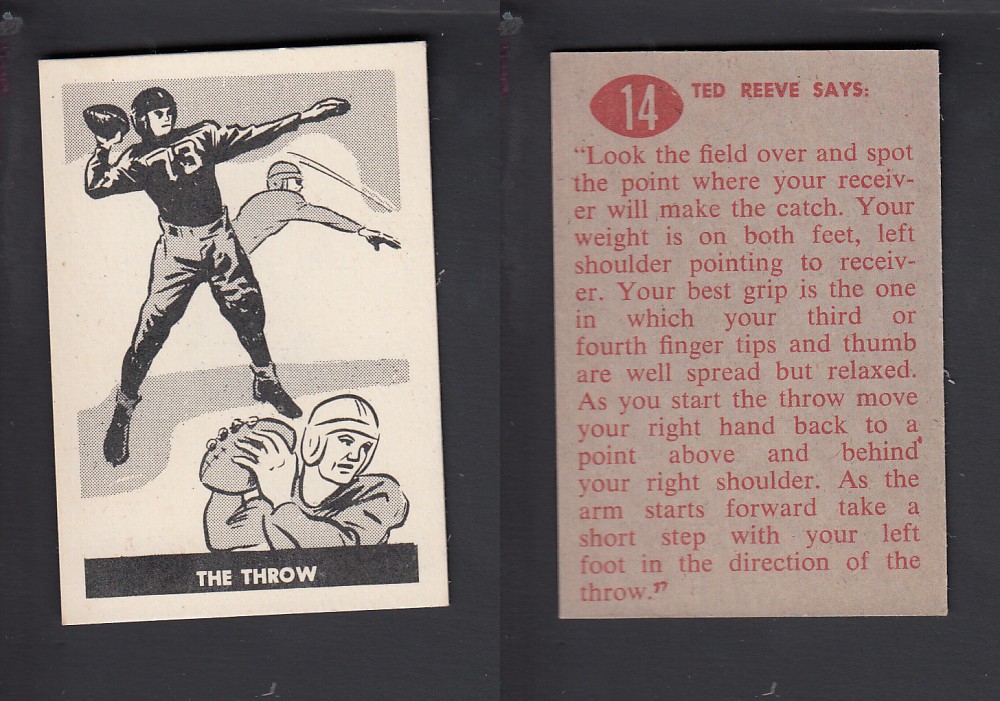 73
THE THROW
14 TED REEVE SAYS:
“Look the field over and spot
the point where your receiv-
er will make the catch. Your
weight is on both feet, left
shoulder pointing to receiv-
er. Your best grip is the one
in which your third or
fourth finger tips and thumb
are well spread but relaxed.
As you start the throw move
your right hand back to a
point above and behind
your right shoulder. As the
arm starts forward take a
short step with your left
foot in the direction of the
throw.”